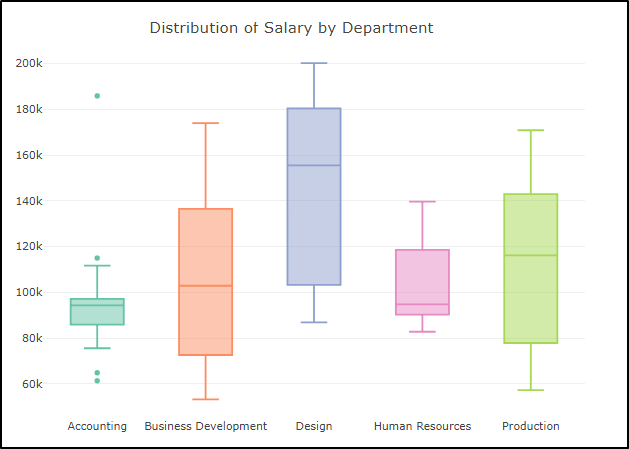 Distribution of Salary by Department
200k
180k
160k
140k
120k
100k
80k
60k
Accounting Business Development Design Human Resources Production